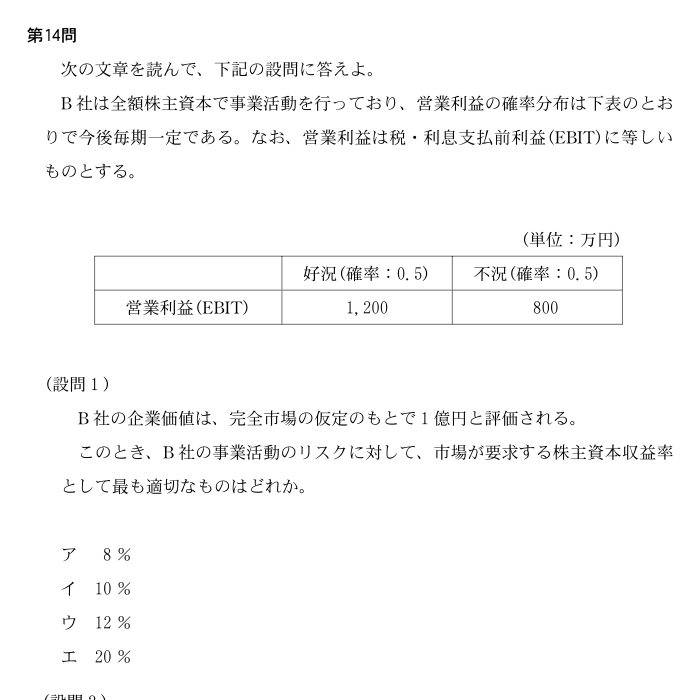 第14問
次の文章を読んで、下記の設問に答えよ。
B社は全額株主資本で事業活動を行っており、営業利益の確率分布は下表のとお
りで今後毎期一定である。なお、営業利益は税・利息支払前利益(EBIT)に等しい
ものとする。
(単位：万円)
好況(確率：0.5) 不況(確率：0.5)
営業利益(EBIT) 1,200 800
(設問1)
B社の企業価値は、完全市場の仮定のもとで1億円と評価される。
このとき、B社の事業活動のリスクに対して、市場が要求する株主資本収益率
として最も適切なものはどれか。
ア 8％
イ 10％
ウ 12％
エ 20％